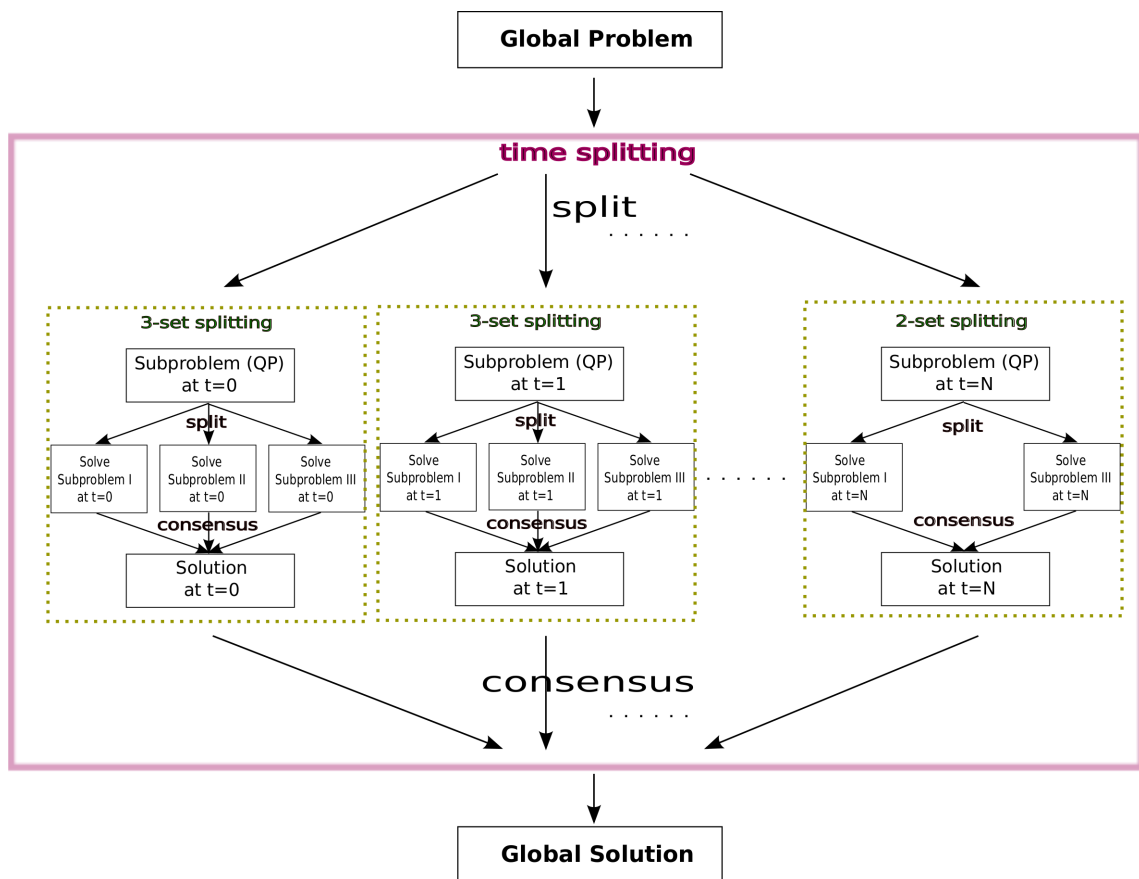 Global Problem
time splitting
split
. . . . . .
3-set splitting
Subproblem (QP)
at t=0
split
Solve
Subproblem I
at t=0
Solve
Subproblem II
at t=0
Solve
Subproblem III
at t=0
consensus
Solution
at t=0
3-set splitting
Subproblem (QP)
at t=1
split
Solve
Subproblem I
at t=1
Solve
Subproblem II
at t=1
Solve
Subproblem III
at t=1
consensus
Solution
at t=1
. . . . . . .
2-set splitting
Subproblem (QP)
at t=N
split
Solve
Subproblem I
at t=N
Solve
Subproblem III
at t=N
consensus
Solution
at t=N
consensus
. . . . . .
Global Solution